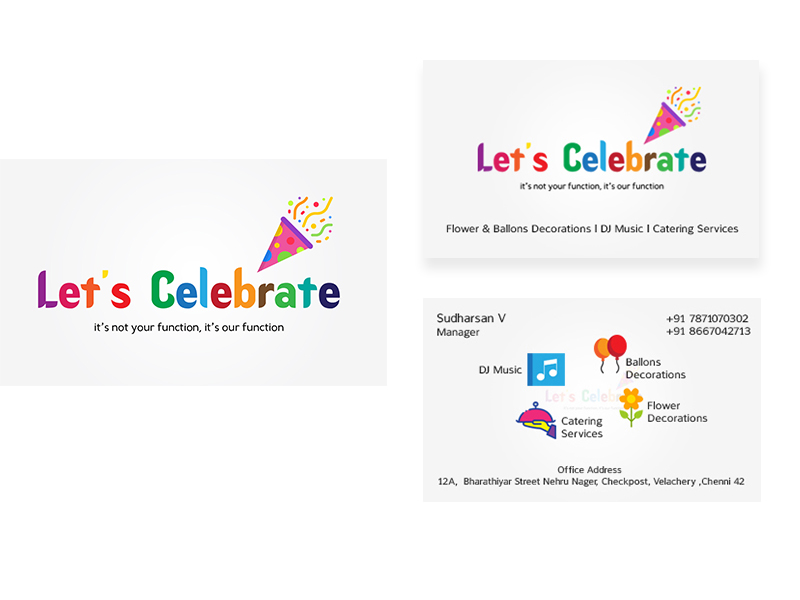 Let's Celebrate
it's not your function, it's our function
Let's Celebrate
it's not your function, it's our function
Flower & Ballons Decorations I DJ Music I Catering Services
Sudharsan V
Manager
+91 7871070302
+91 8667042713
DJ Music
Ballons
Decorations
Let's Celebr
Catering
Services
Flower
Decorations
Office Address
12A, Bharathiyar Street Nehru Nager, Checkpost, Velachery ,Chenni 42